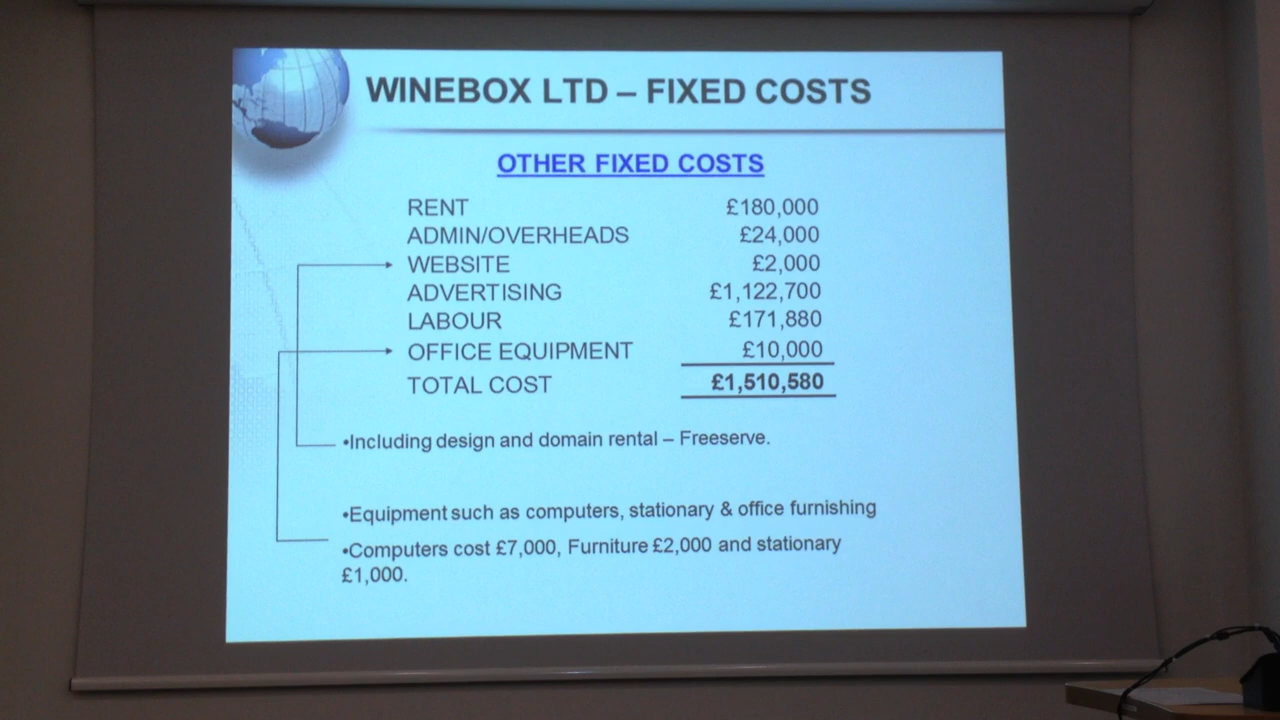 WINEBOX LTD – FIXED COSTS
OTHER FIXED COSTS
RENT £180,000
ADMIN/OVERHEADS £24,000
WEBSITE £2,000
ADVERTISING £1,122,700
LABOUR £171,880
OFFICE EQUIPMENT £10,000
TOTAL COST £1,510,580
•Including design and domain rental – Freeserve.
•Equipment such as computers, stationary & office furnishing
•Computers cost £7,000, Furniture £2,000 and stationary
£1,000.